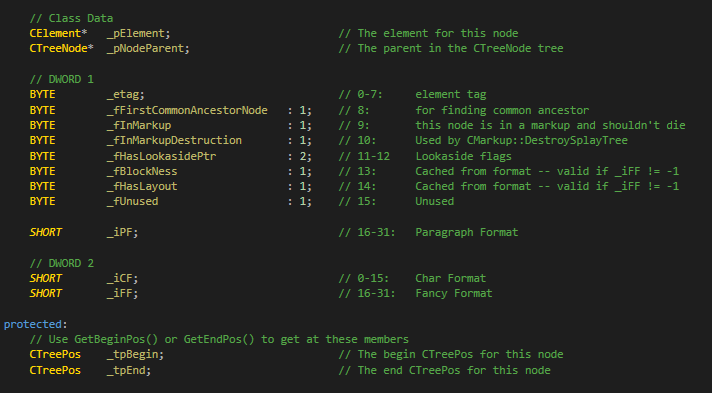 // Class Data
CElement* _pElement; // The element for this node
CTreeNode* _pNodeParent; // The parent in the CTreeNode tree
// DWORD 1
BYTE _etag; // 0-7: element tag
BYTE _fFirstCommonAncestorNode : 1; // 8: for finding common ancestor
BYTE _fInMarkup : 1; // 9: this node is in a markup and shouldn't die
BYTE _fInMarkupDestruction : 1; // 10: Used by CMarkup::DestroySplayTree
BYTE _fHasLookasidePtr : 2; // 11-12 Lookaside flags
BYTE _fBlockNess : 1; // 13: Cached from format -- valid if _iFF != -1
BYTE _fHasLayout : 1; // 14: Cached from format -- valid if _iFF != -1
BYTE _fUnused : 1; // 15: Unused
SHORT _iPF; // 16-31: Paragraph Format
// DWORD 2
SHORT _iCF; // 0-15: Char Format
SHORT _iFF; // 16-31: Fancy Format
protected:
// Use GetBeginPos() or GetEndPos() to get at these members
CTreePos _tpBegin; // The begin CTreePos for this node
CTreePos _tpEnd; // The end CTreePos for this node